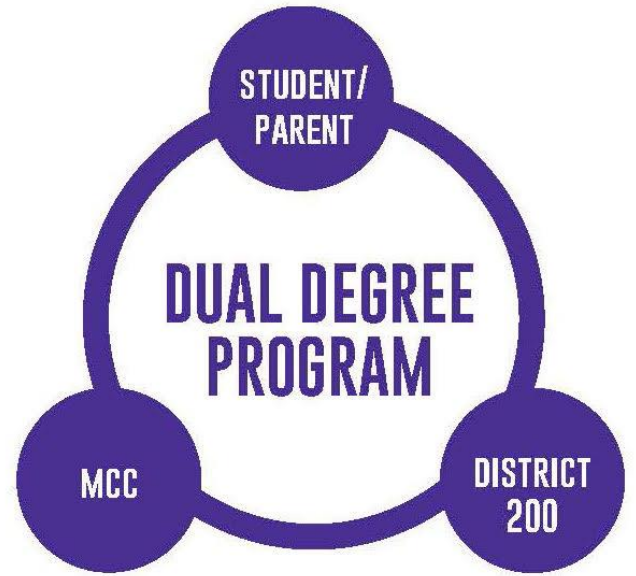 STUDENT/
PARENT
DUAL DEGREE
PROGRAM
MCC
DISTRICT
200